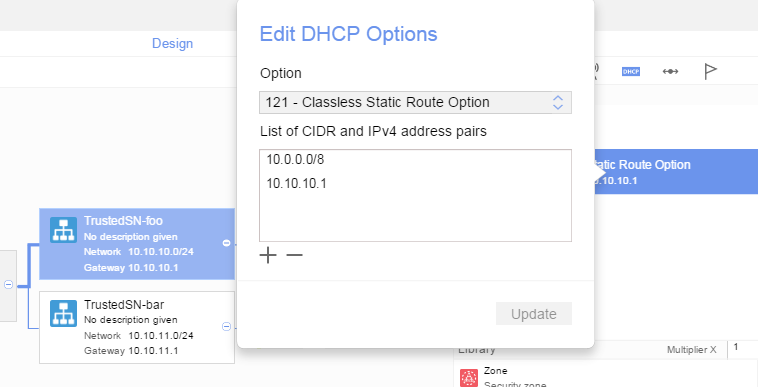 Design
Edit DHCP Options
Option
121 - Classless Static Route Option
List of CIDR and IPv4 address pairs
10.0.0.0/8
10.10.10.1
Update
DHCP
Static Route Option
10.10.10.1
TrustedSN-foo
No description given
Network 10.10.10.0/24
Gateway 10.10.10.1
TrustedSN-bar
No description given
Network 10.10.11.0/24
Gateway 10.10.11.1
Library
Multiplier X 1
Zone
Security zone